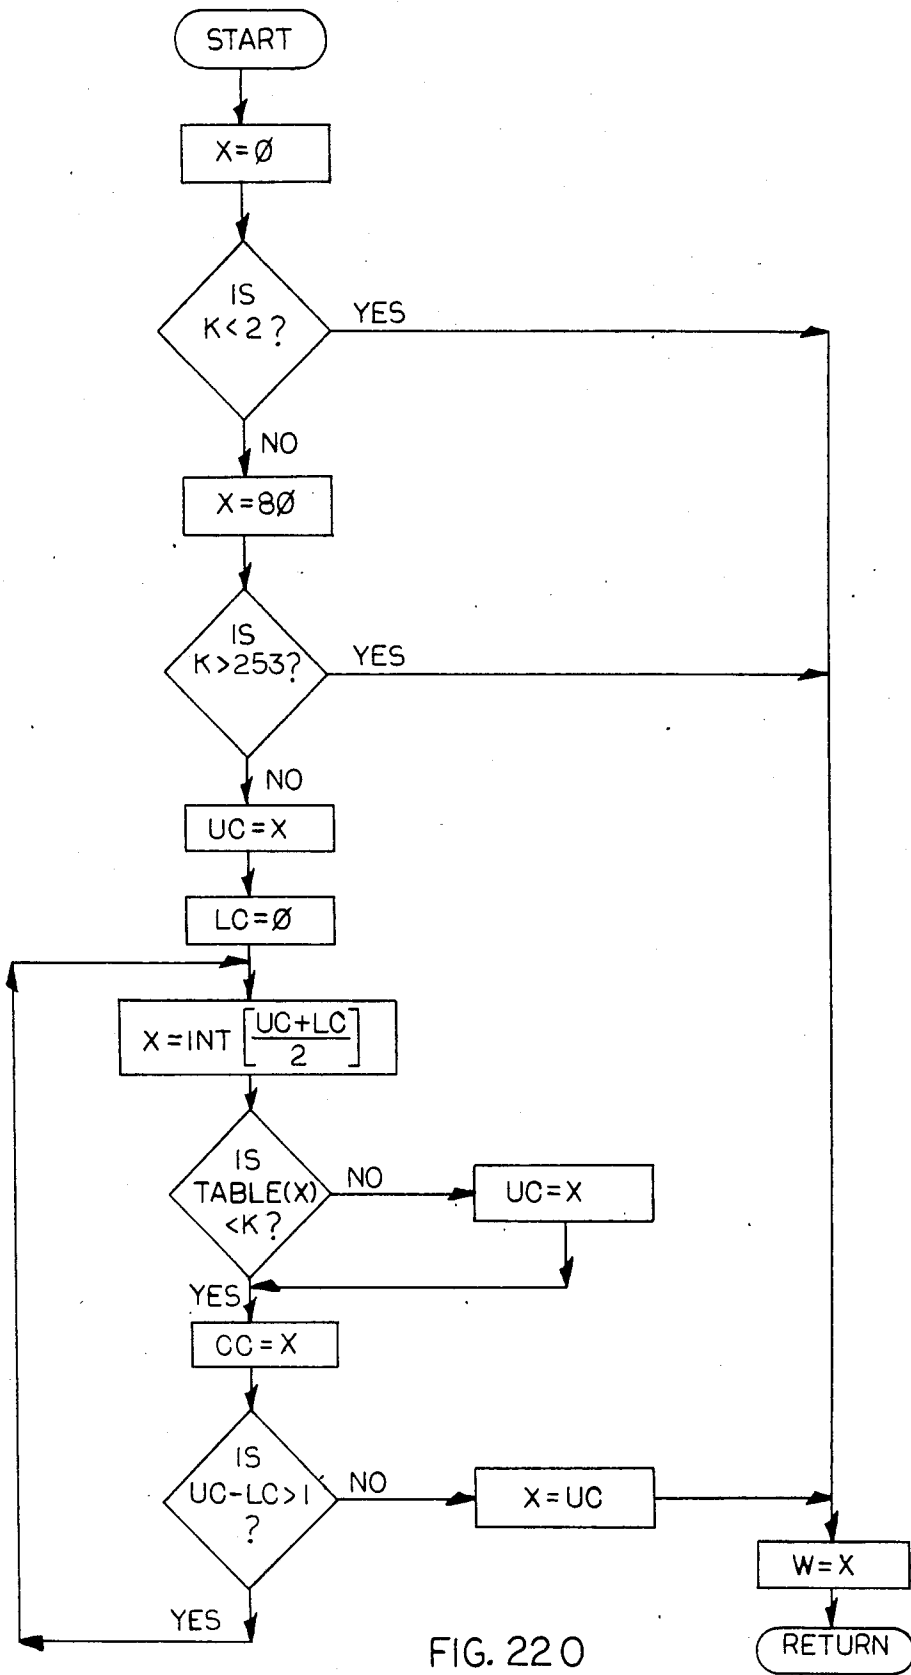 START
X=Ø
IS
K<2?
YES
NO
X=8Ø
IS
K>253?
YES
NO
UC=X
LC=Ø
X=INT [UC+LC
2]
IS
TABLE(X)
<K?
NO
UC=X
YES
CC=X
IS
UC-LC>1
?
NO
X=UC
W=X
YES
RETURN
FIG. 220